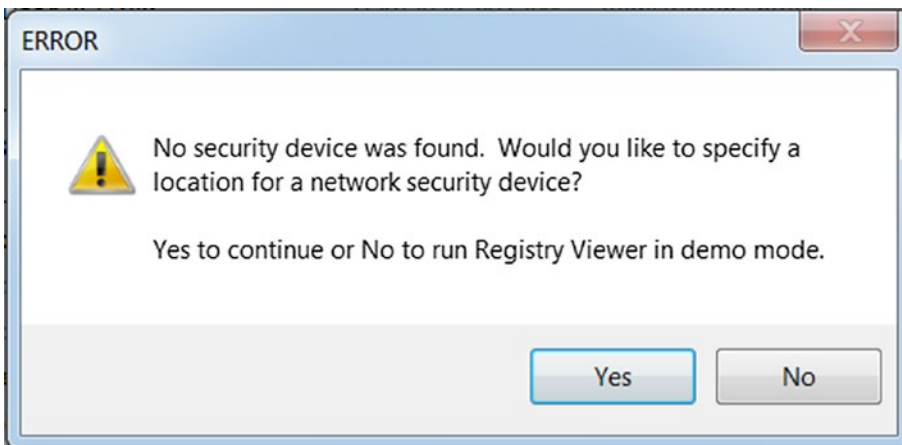 ERROR
No security device was found.  Would you like to specify a
location for a network security device?
Yes to continue or No to run Registry Viewer in demo mode.
Yes
No